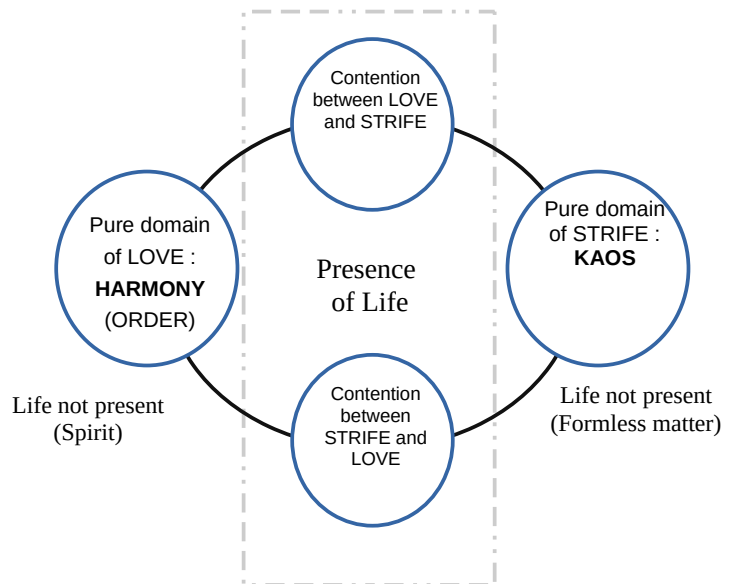 Contention
between LOVE
and STRIFE
Pure domain
of LOVE :
HARMONY
(ORDER)
Presence
of Life
Pure domain
of STRIFE :
KAOS
Life not present
(Spirit)
Contention
between
STRIFE and
LOVE
Life not present
(Formless matter)